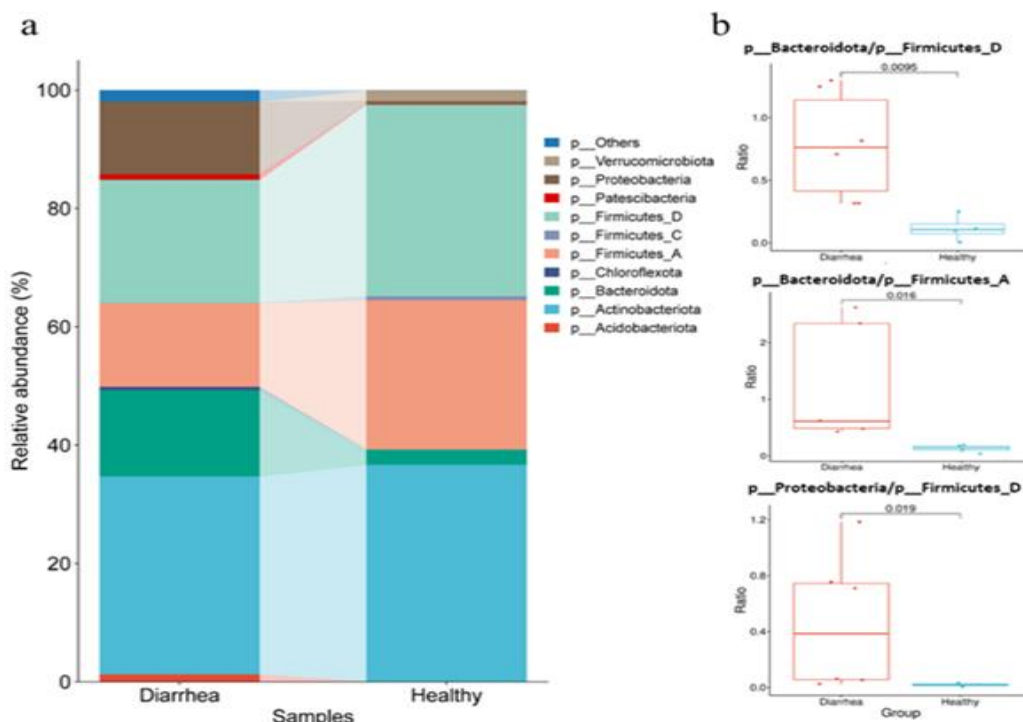 a
Relative abundance (%)
100
80
60
40
20
0
Diarrhea
Healthy
Samples
p__Others
p__Verrucomicrobiota
p__Proteobacteria
p__Patescibacteria
p__Firmicutes_D
p__Firmicutes_C
p__Firmicutes_A
p__Chloroflexota
p__Bacteroidota
p__Actinobacteriota
p__Acidobacteriota
b
p__Bacteroidota/p__Firmicutes_D
0.0095
Ratio
1.0
0.5
0.0
Diarrhea
Healthy
p__Bacteroidota/p__Firmicutes_A
0.016
Ratio
2
1
0
Diarrhea
Healthy
p__Proteobacteria/p__Firmicutes_D
0.019
Ratio
1.2
0.8
0.4
0.0
Diarrhea
Healthy
Group